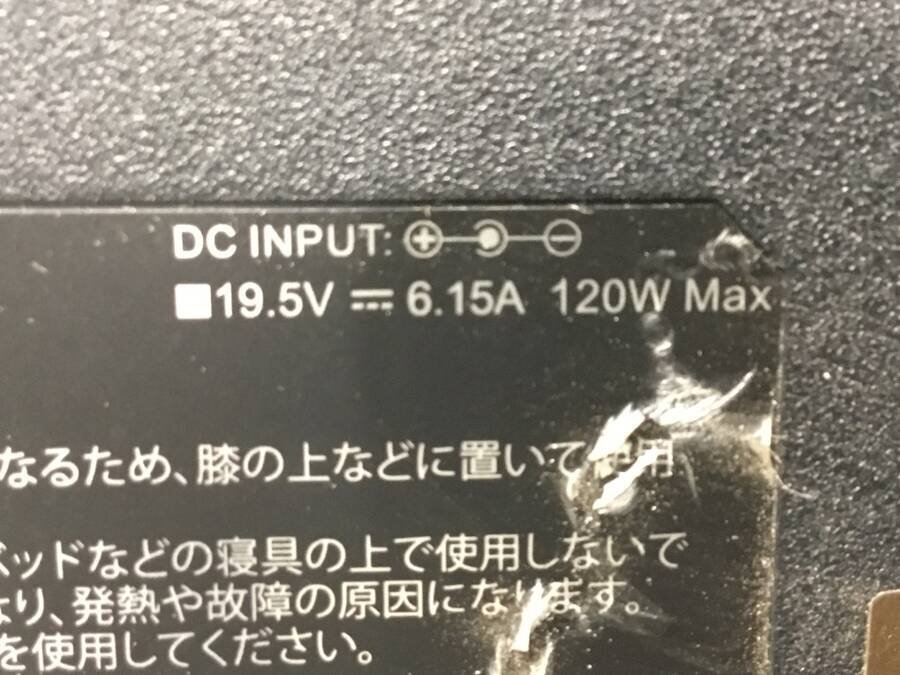 DC INPUT:
19.5V ⎓ 6.15A 120W Max
なるため、膝の上などに置いて使用
ベッドなどの寝具の上で使用しないで
なり、発熱や故障の原因になります。
を使用してください。